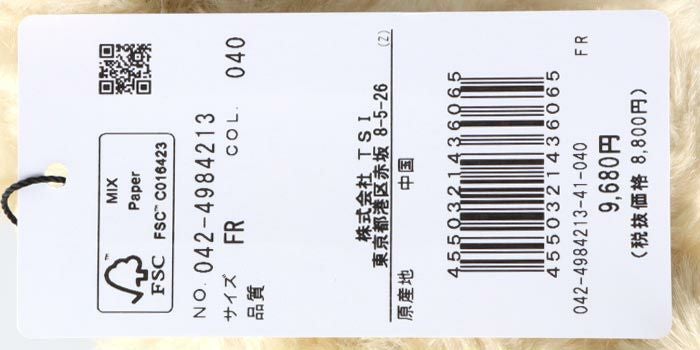 MIX
Paper
FSC™ C016423
FSC
NO. 042-4984213
サイズ FR COL. 040
品質
株式会社 TSI
東京都港区赤坂 8-5-26 (Z)
原産地 中国
4550321436065
4550321436065
042-4984213-41-040 FR
9,680円
(税抜価格 8,800円)